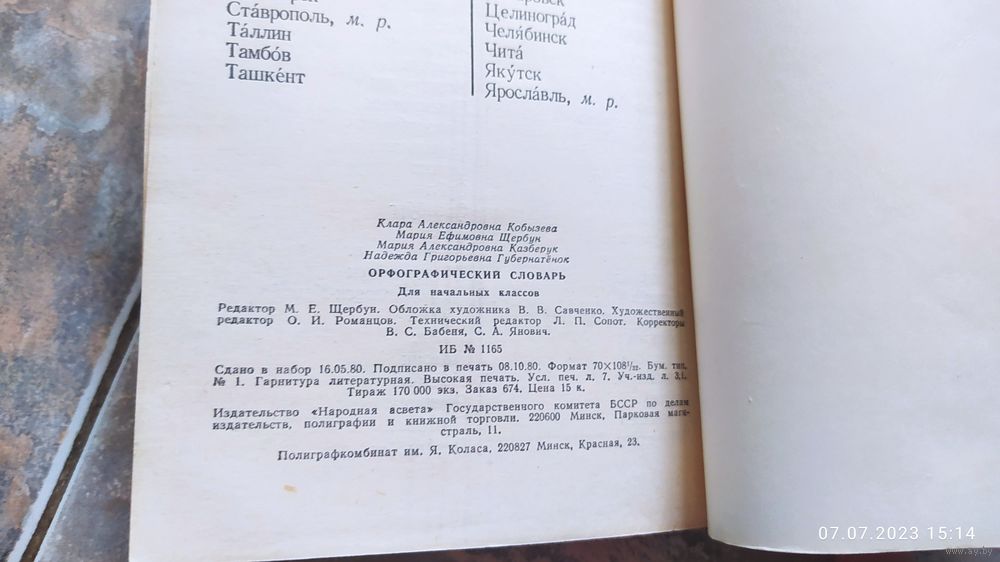 Ста́врополь, м. р.
Та́ллин
Тамбо́в
Ташке́нт
Целиногра́д
Челя́бинск
Чита́
Яку́тск
Яросла́вль, м. р.
Клара Александровна Кобызева
Мария Ефимовна Щербун
Мария Александровна Казберук
Надежда Григорьевна Губернатёнок
ОРФОГРАФИЧЕСКИЙ СЛОВАРЬ
Для начальных классов
Редактор М. Е. Щербун. Обложка художника В. В. Савченко. Художественный
редактор О. И. Романцов. Технический редактор Л. П. Сопот. Корректоры
В. С. Бабеня, С. А. Янович.
ИБ № 1165
Сдано в набор 16.05.80. Подписано в печать 08.10.80. Формат 70×108¹/₃₂. Бум. тип.
№ 1. Гарнитура литературная. Высокая печать. Усл. печ. л. 7. Уч.-изд. л. 3,1.
Тираж 170 000 экз. Заказ 674. Цена 15 к.
Издательство «Народная асвета» Государственного комитета БССР по делам
издательств, полиграфии и книжной торговли. 220600 Минск, Парковая маги-
страль, 11.
Полиграфкомбинат им. Я. Коласа, 220827 Минск, Красная, 23.
07.07.2023 15:14
www.ay.by